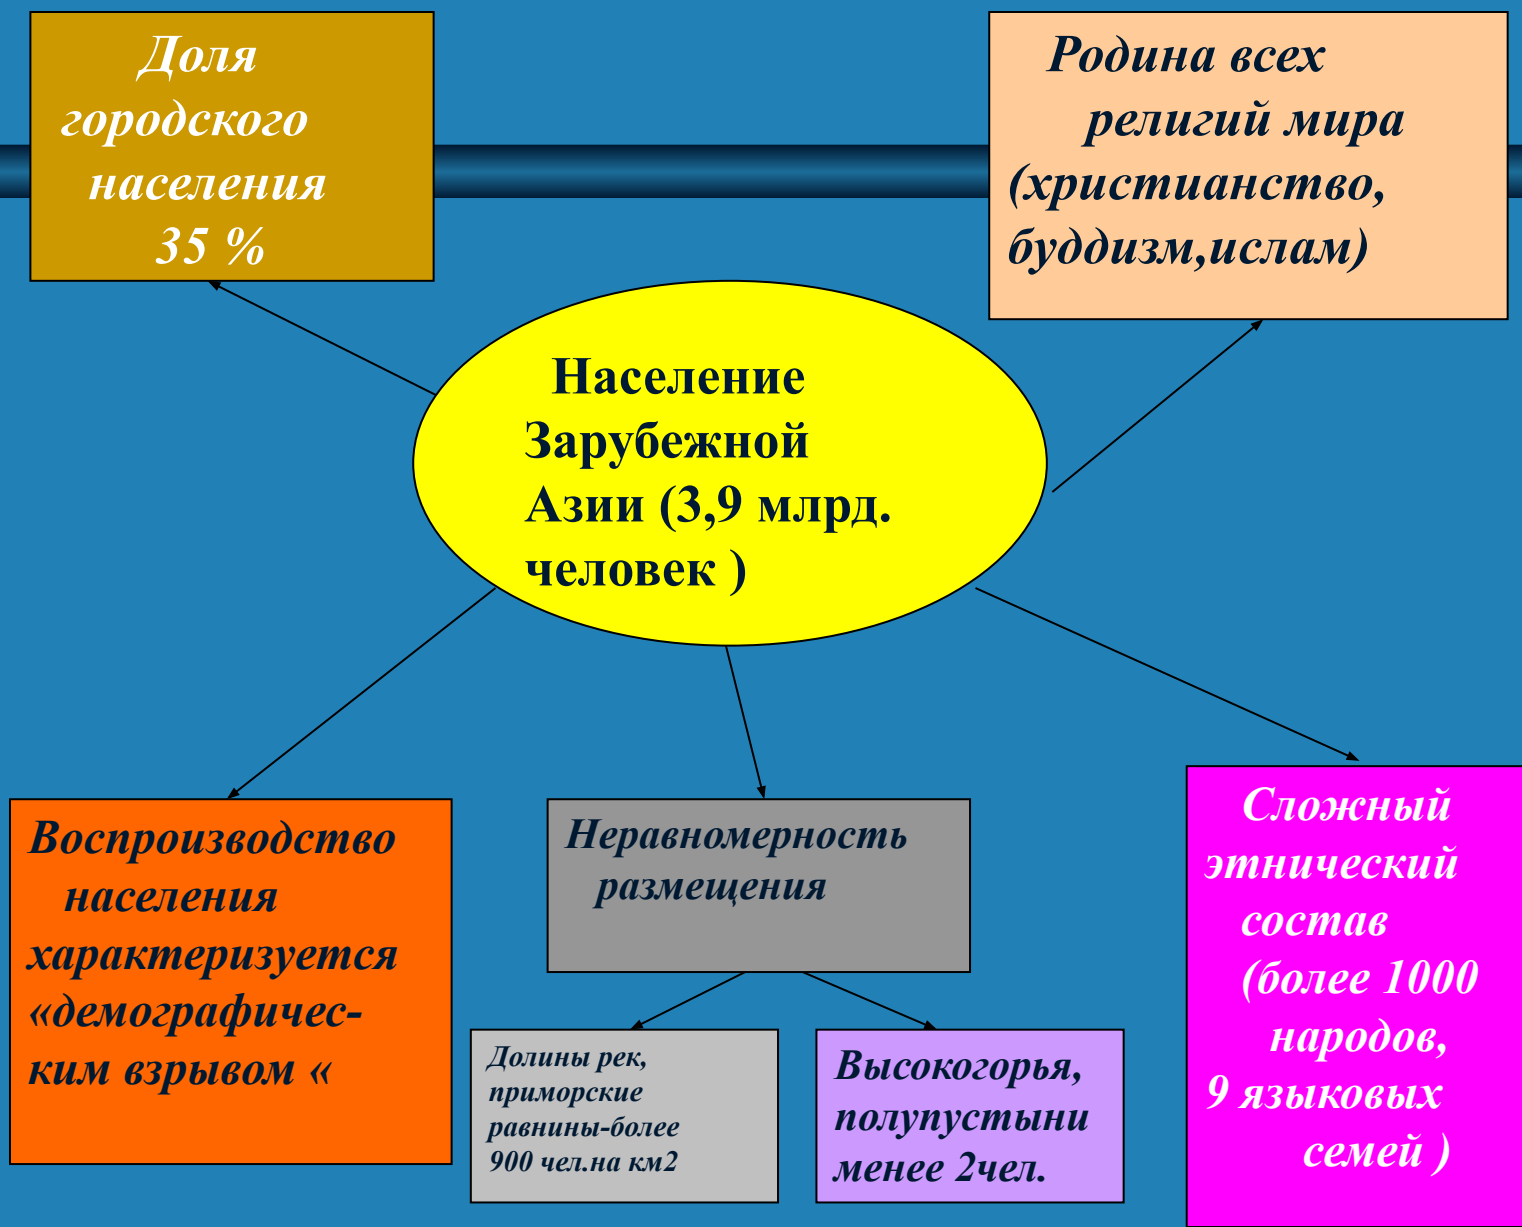 Доля
городского
населения
35 %
Родина всех
религий мира
(христианство,
буддизм,ислам)
Население
Зарубежной
Азии (3,9 млрд.
человек )
Воспроизводство
населения
характеризуется
«демографичес-
ким взрывом «
Неравномерность
размещения
Долины рек,
приморские
равнины-более
900 чел.на км2
Высокогорья,
полупустыни
менее 2чел.
Сложный
этнический
состав
(более 1000
народов,
9 языковых
семей )